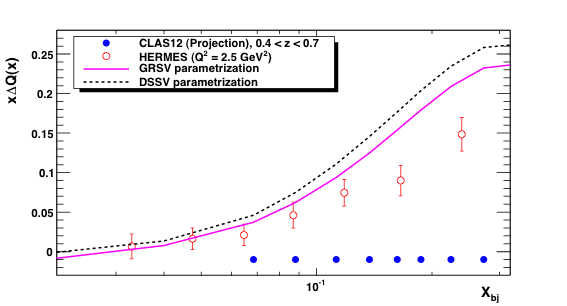 CLAS12 (Projection), 0.4 < z < 0.7
HERMES (Q² = 2.5 GeV²)
GRSV parametrization
DSSV parametrization
xΔQ(x)
0.25
0.2
0.15
0.1
0.05
0
10⁻¹
X_bj